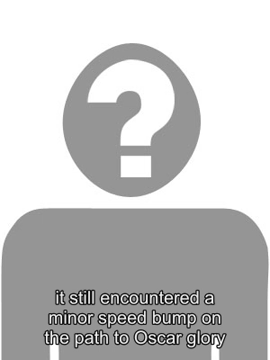 ?
it still encountered a
minor speed bump on
the path to Oscar glory